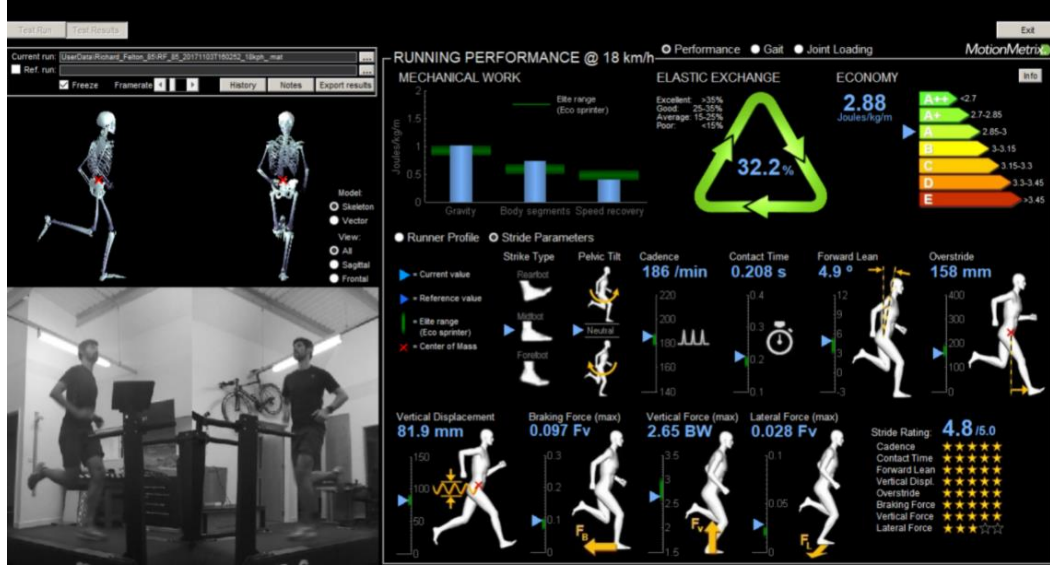 Test Run Test Results Exit
Current run: UserData\Richard_Felton_85\RF_85_20171103T160252_18kph_.mat ...
Ref. run: ...
Freeze Framerate History Notes Export results
Model:
Skeleton
Vector
View:
All
Sagittal
Frontal
RUNNING PERFORMANCE @ 18 km/h
Performance Gait Joint Loading MotionMetrix
Info
MECHANICAL WORK
Joules/kg/m
2
1.5
1
0.5
0
Elite range
(Eco sprinter)
Gravity Body segments Speed recovery
ELASTIC EXCHANGE
Excellent: >35%
Good: 25-35%
Average: 15-25%
Poor: <15%
32.2 %
ECONOMY
2.88
Joules/kg/m
A++ <2.7
A+ 2.7-2.85
A 2.85-3
B 3-3.15
C 3.15-3.3
D 3.3-3.45
E >3.45
Runner Profile Stride Parameters
= Current value
= Reference value
= Elite range
(Eco sprinter)
= Center of Mass
Strike Type
Rearfoot
Midfoot
Forefoot
Pelvic Tilt
Neutral
Cadence
186 /min
220
200
180
160
140
Contact Time
0.208 s
0.4
0.3
0.2
0.1
Forward Lean
4.9 º
12
9
6
3
0
-3
Overstride
158 mm
400
300
200
100
0
Vertical Displacement
81.9 mm
150
100
50
0
Braking Force (max)
0.097 Fv
0.3
0.2
0.1
0
FB
Vertical Force (max)
2.65 BW
3.5
3
2.5
2
1.5
Fv
Lateral Force (max)
0.028 Fv
0.1
0.05
0
FL
Stride Rating: 4.8 /5.0
Cadence
Contact Time
Forward Lean
Vertical Displ.
Overstride
Braking Force
Vertical Force
Lateral Force